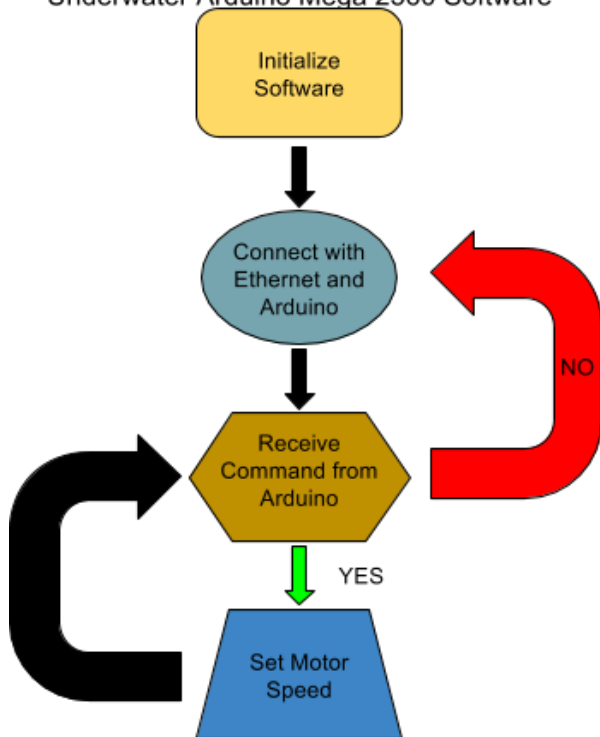 Underwater Arduino Mega 2560 Software
Initialize
Software
Connect with
Ethernet and
Arduino
NO
Receive
Command from
Arduino
YES
Set Motor
Speed